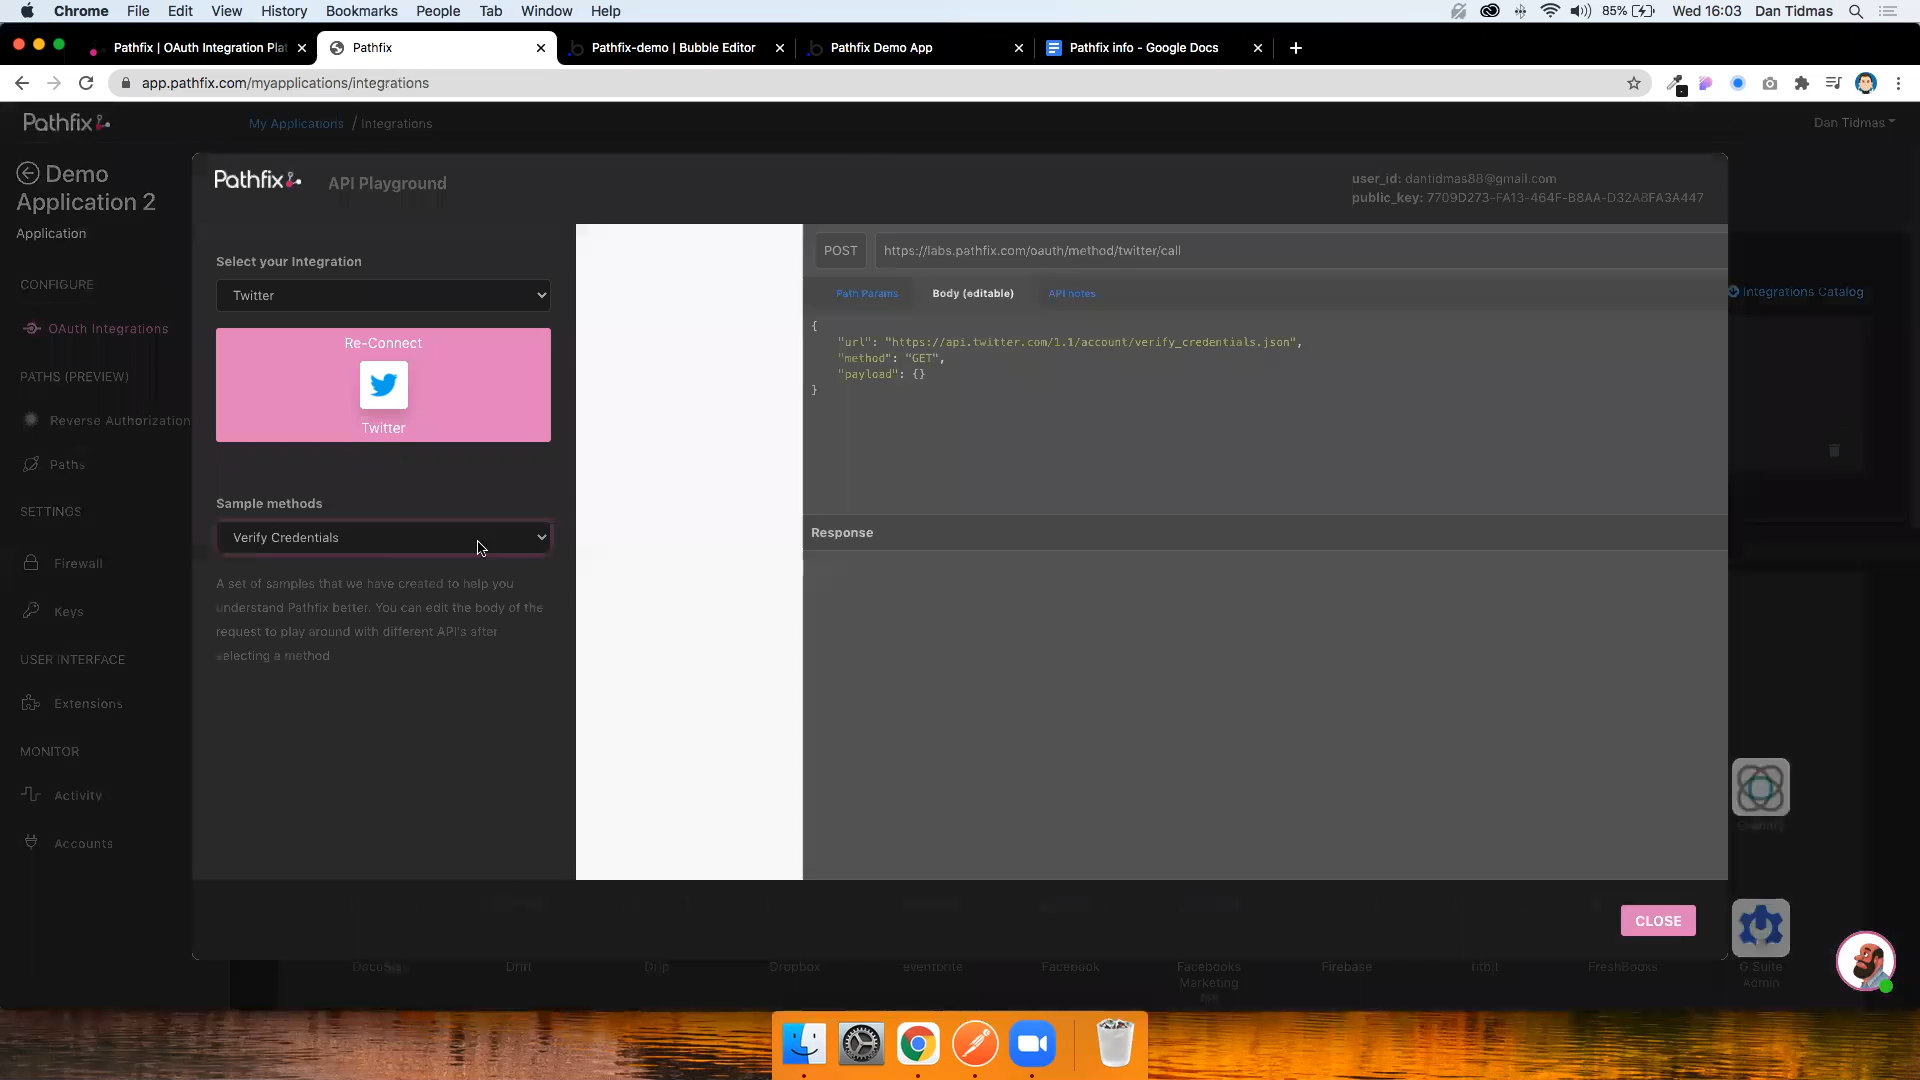 Chrome File Edit View History Bookmarks People Tab Window Help
85% Wed 16:03 Dan Tidmas
Pathfix | OAuth Integration Plat
Pathfix
Pathfix-demo | Bubble Editor
Pathfix Demo App
Pathfix info - Google Docs
app.pathfix.com/myapplications/integrations
Pathfix
My Applications / Integrations
Dan Tidmas
Demo
Application 2
Application
CONFIGURE
OAuth Integrations
PATHS (PREVIEW)
Reverse Authorization
Paths
SETTINGS
Firewall
Keys
USER INTERFACE
Extensions
MONITOR
Activity
Accounts
Pathfix
API Playground
user_id: dantidmas88@gmail.com
public_key: 7709D273-FA13-464F-B8AA-D32A8FA3A447
Select your Integration
Twitter
Re-Connect
Twitter
Sample methods
Verify Credentials
A set of samples that we have created to help you
understand Pathfix better. You can edit the body of the
request to play around with different API's after
selecting a method
POST
https://labs.pathfix.com/oauth/method/twitter/call
Path Params
Body (editable)
API notes
{
"url": "https://api.twitter.com/1.1/account/verify_credentials.json",
"method": "GET",
"payload": {}
}
Response
Integrations Catalog
CLOSE
DocuSign
Drift
Drip
Dropbox
eventbrite
Facebook
Facebooks
Marketing
API
Firebase
fitbit
FreshBooks
G Suite
Admin